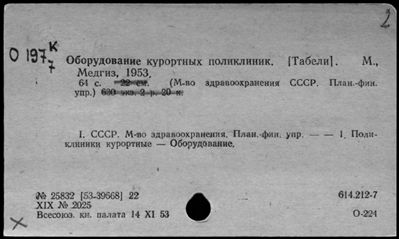 2
О 197 К
7
Оборудование курортных поликлиник. [Табели]. М.,
Медгиз, 1953.
64 с. 22 см. (М-во здравоохранения СССР. План.-фин.
упр.) 630 экз. 2 р. 20 к.
I. СССР. М-во здравоохранения. План.-фин. упр. — — 1. Поли-
клиники курортные — Оборудование.
№ 25832 [53-39668] 22
614.212-7
XIX № 2025
Всесоюз. кн. палата 14 XI 53
О-224